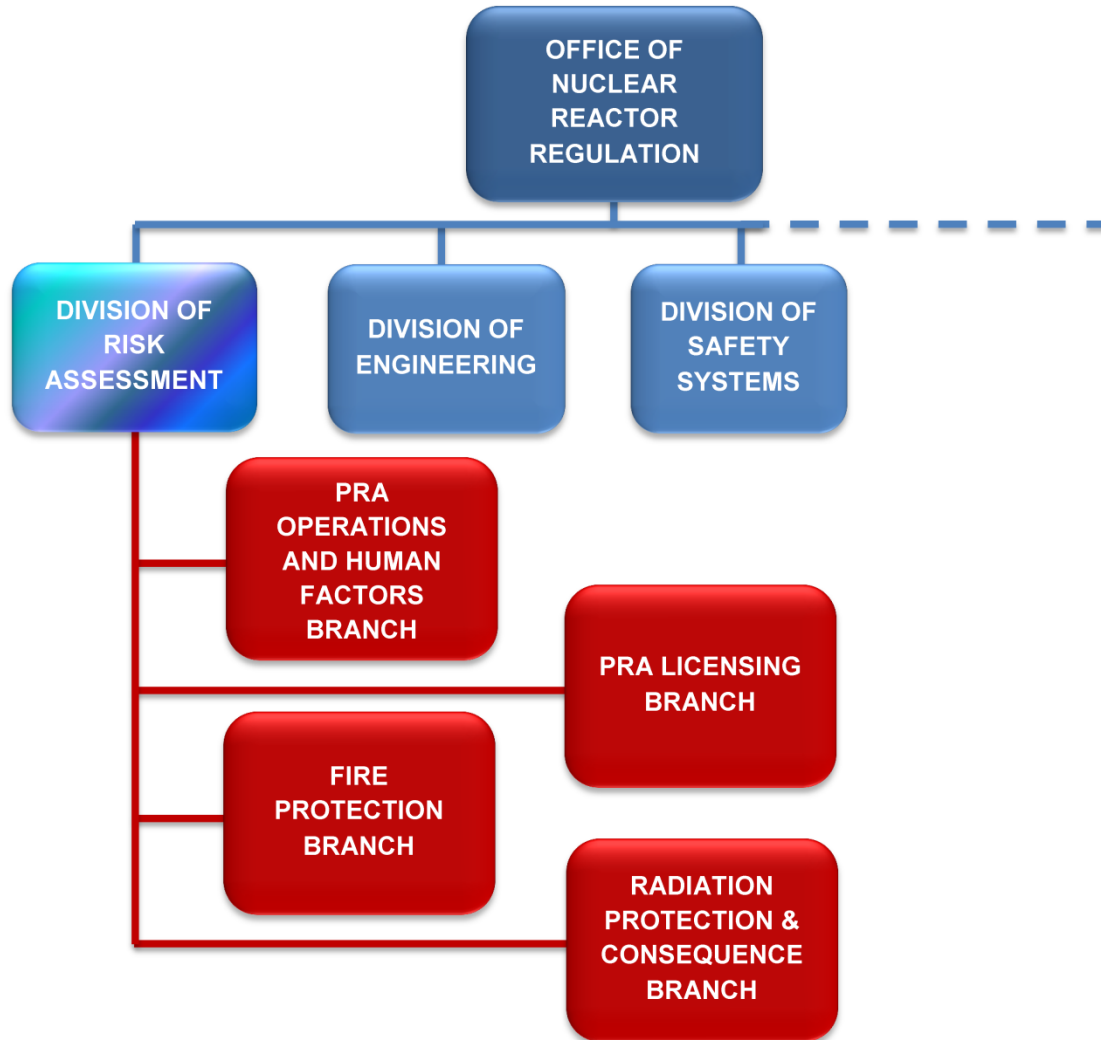 OFFICE OF
NUCLEAR
REACTOR
REGULATION
DIVISION OF
RISK
ASSESSMENT
DIVISION OF
ENGINEERING
DIVISION OF
SAFETY
SYSTEMS
PRA
OPERATIONS
AND HUMAN
FACTORS
BRANCH
PRA LICENSING
BRANCH
FIRE
PROTECTION
BRANCH
RADIATION
PROTECTION &
CONSEQUENCE
BRANCH